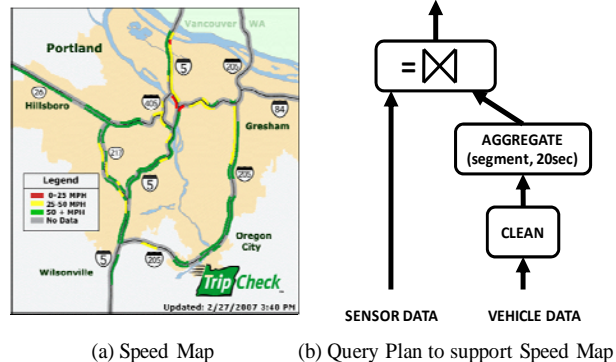 Vancouver WA
Portland
5
205
26
Hillsboro
405
84
Gresham
217
Legend
0-25 MPH
25-50 MPH
50 + MPH
No Data
5
205
Oregon
City
5
205
Wilsonville
TripCheck
Updated: 2/27/2007 3:40 PM
=
AGGREGATE
(segment, 20sec)
CLEAN
SENSOR DATA
VEHICLE DATA
(a) Speed Map
(b) Query Plan to support Speed Map